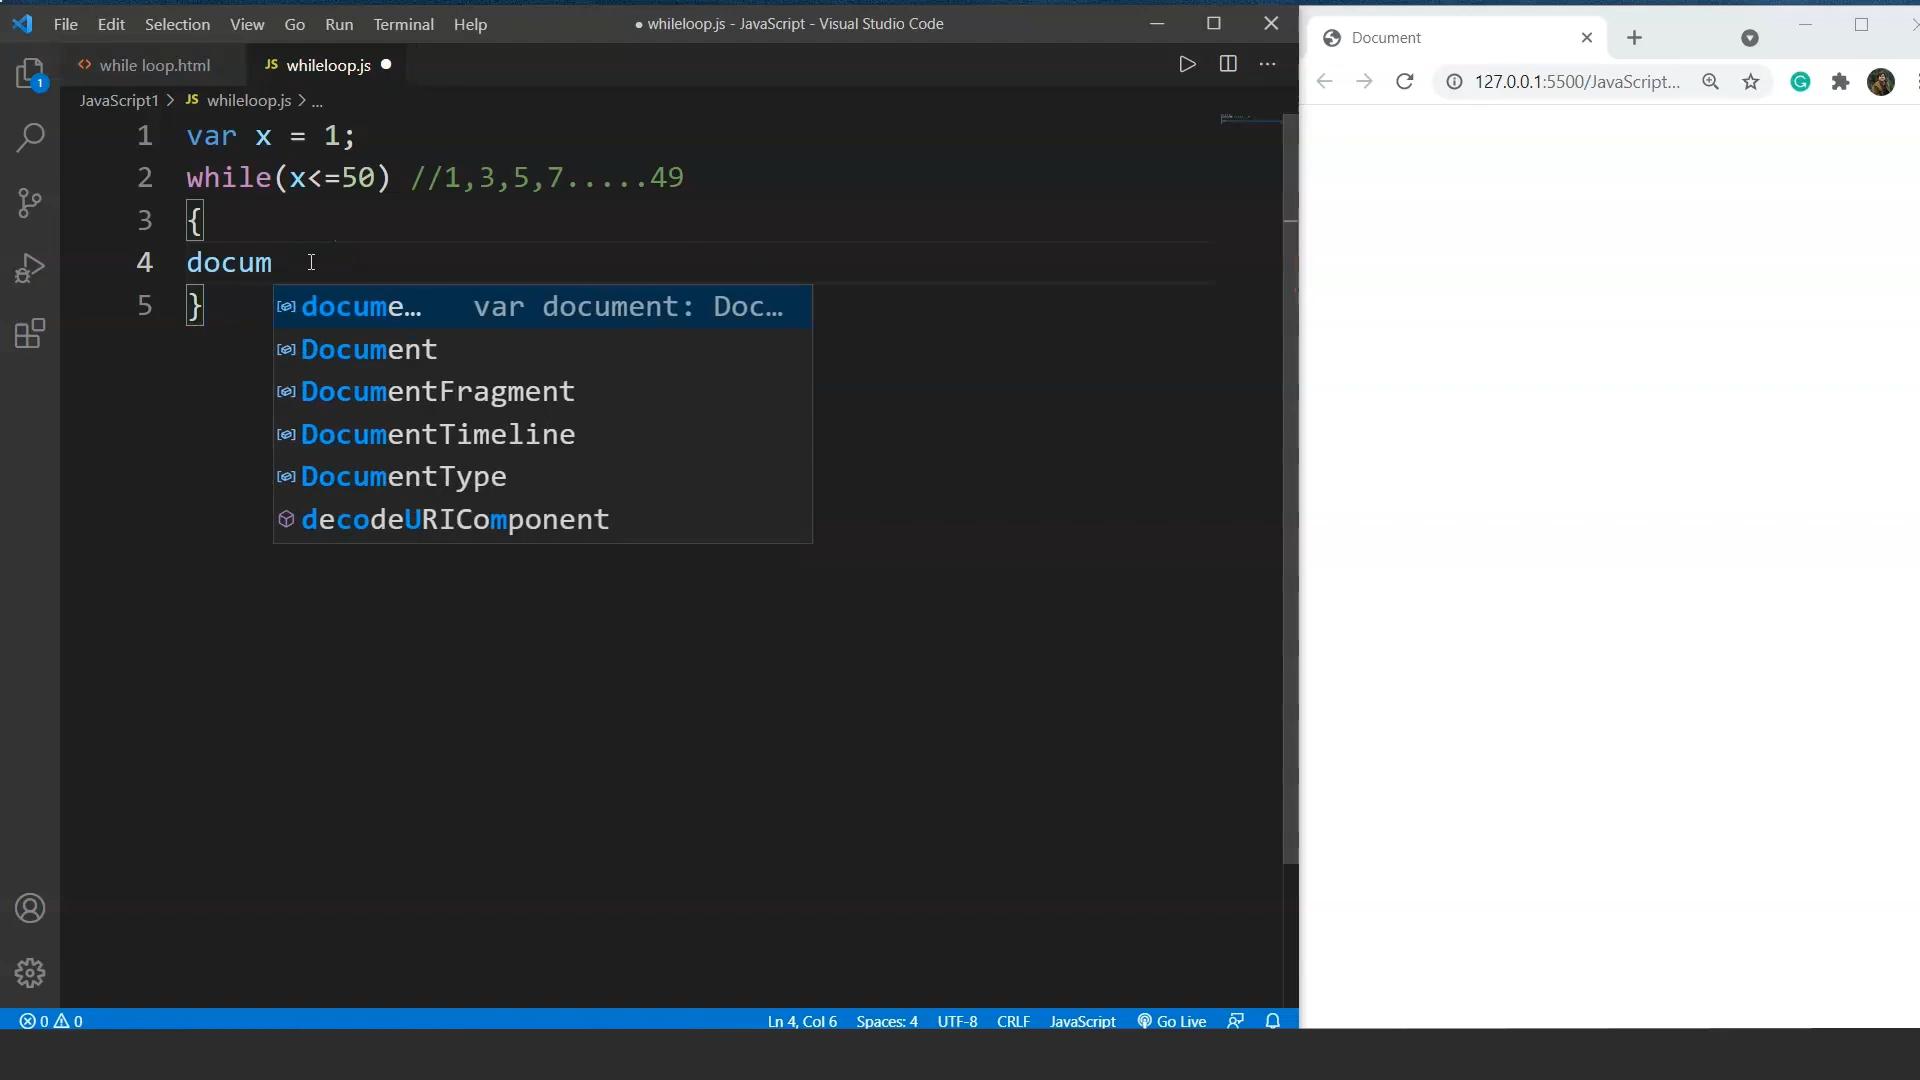 File Edit Selection View Go Run Terminal Help
● whileloop.js - JavaScript - Visual Studio Code
Document
<> while loop.html
JS whileloop.js
127.0.0.1:5500/JavaScript...
JavaScript1 > JS whileloop.js > ...
1 var x = 1;
2 while(x<=50) //1,3,5,7.....49
3 {
4 docum
5 }
docume… var document: Doc…
Document
DocumentFragment
DocumentTimeline
DocumentType
decodeURIComponent
1
0 0
Ln 4, Col 6 Spaces: 4 UTF-8 CRLF JavaScript Go Live